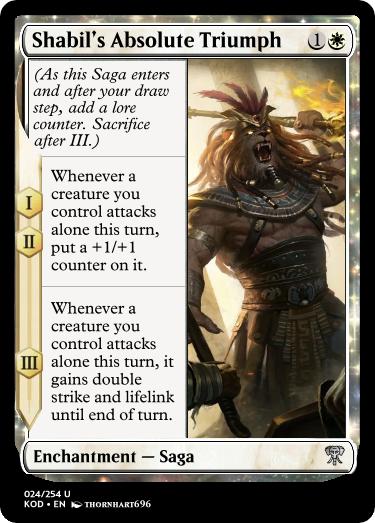 Shabil's Absolute Triumph 1
(As this Saga enters
and after your draw
step, add a lore
counter. Sacrifice
after III.)
I
II
Whenever a
creature you
control attacks
alone this turn,
put a +1/+1
counter on it.
III
Whenever a
creature you
control attacks
alone this turn, it
gains double
strike and lifelink
until end of turn.
Enchantment — Saga
024/254 U
KOD • EN THORNHART696